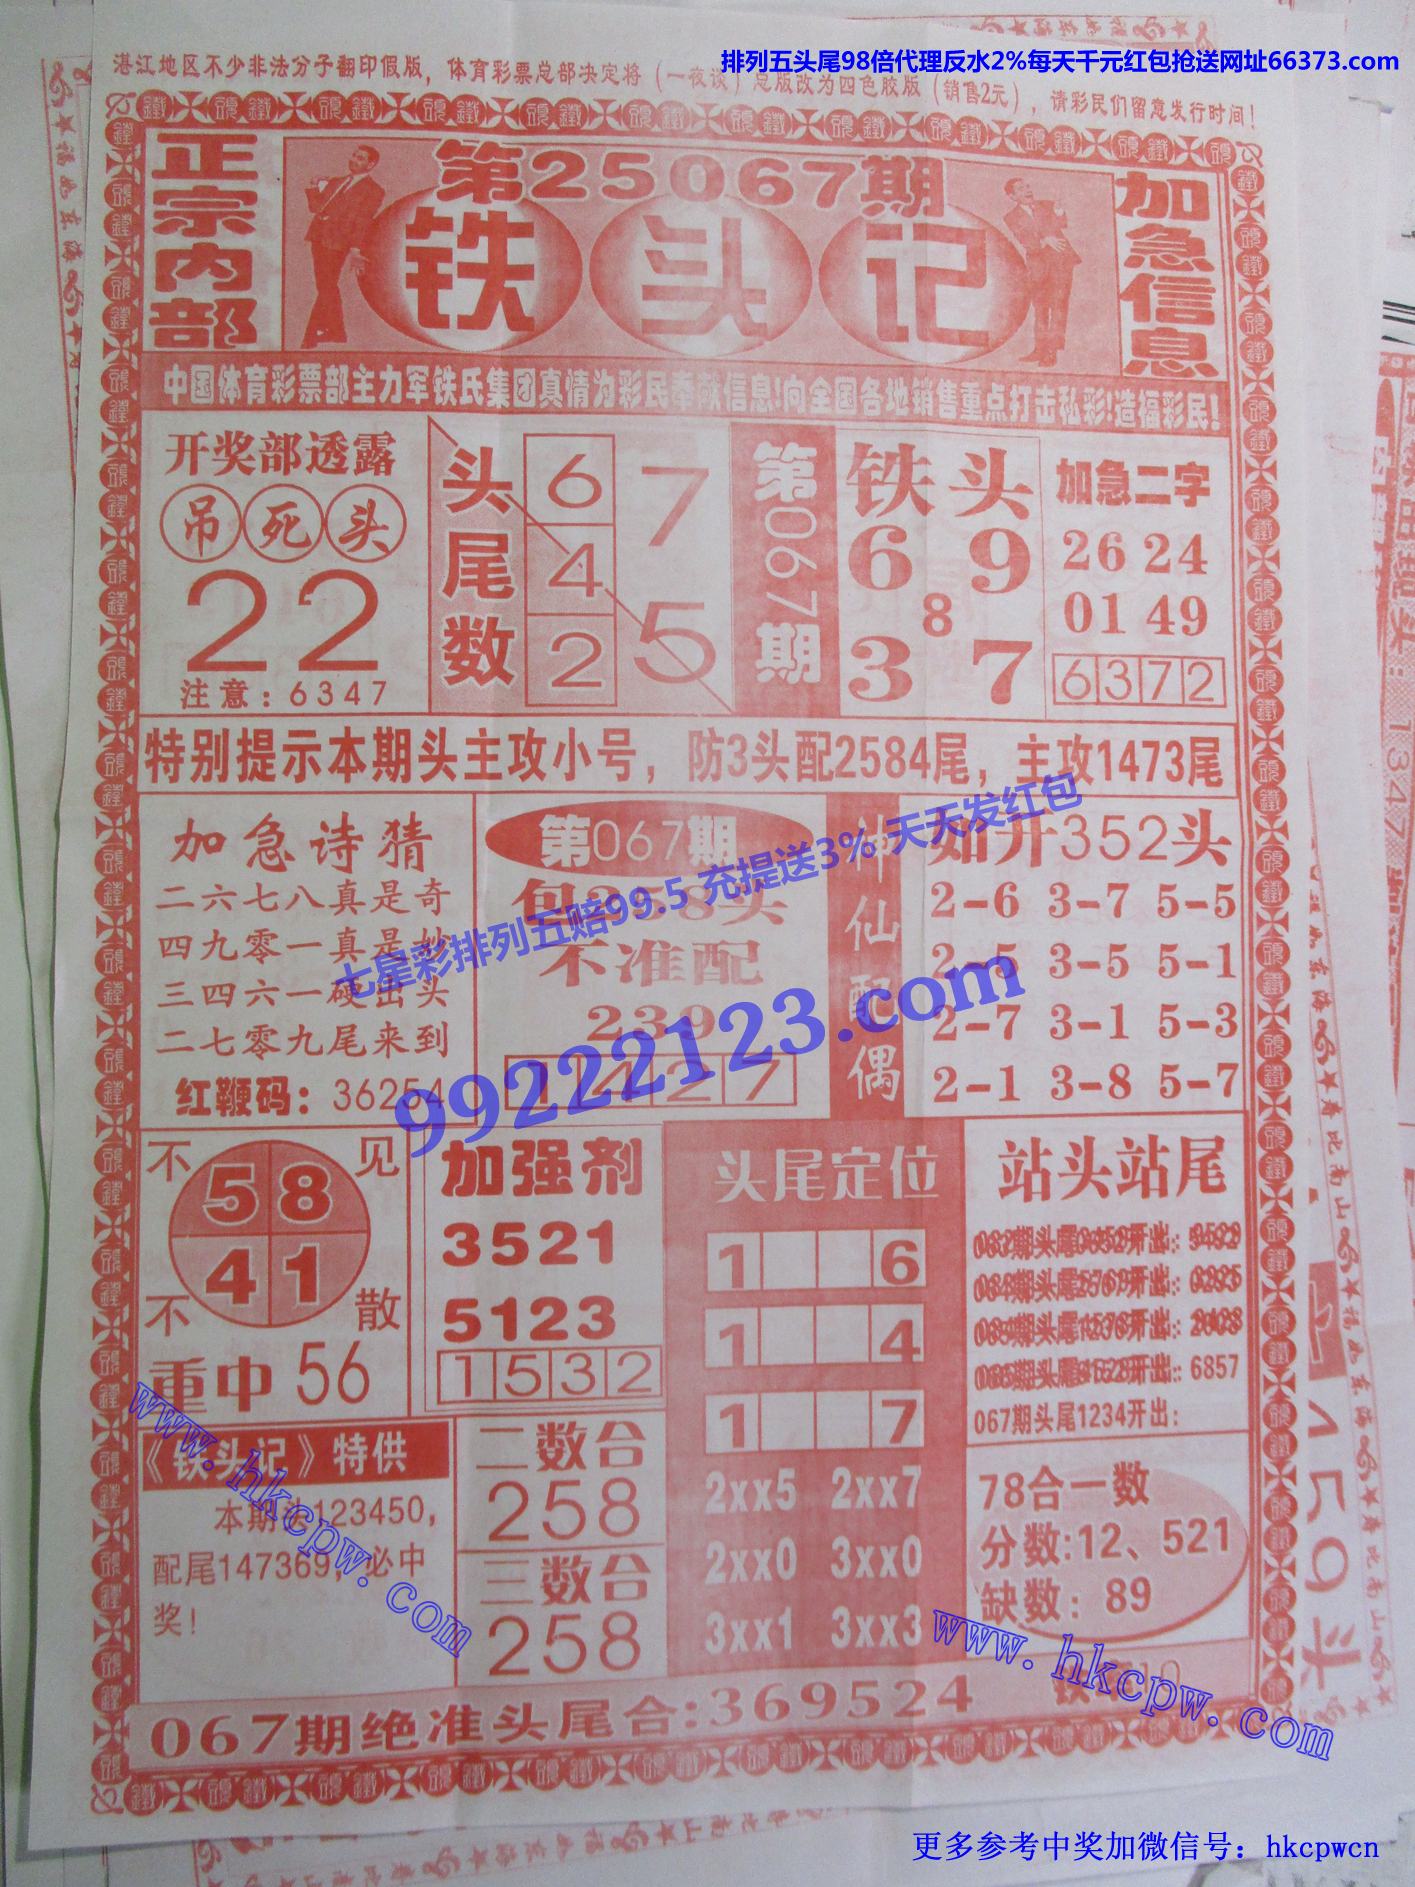 排列五头尾98倍代理反水2%每天千元红包抢送网址66373.com
湛江地区不少非法分子翻印假版，体育彩票总部决定将（一夜谈）总版改为四色胶版（销售2元），请彩民们留意发行时间！
正宗内部
第25067期
铁头记
加急信息
中国体育彩票部主力军铁氏集团真情为彩民奉献信息!向全国各地销售重点打击私彩!造福彩民!
开奖部透露
吊死头
22
注意：6347
头尾数
6 7
4
2 5
第067期
铁 头
6 9
8
3 7
加急二字
26 24
01 49
6372
特别提示本期头主攻小号，防3头配2584尾，主攻1473尾
加急诗猜
二六七八真是奇
四九零一真是妙
三四六一硬出头
二七零九尾来到
红鞭码：36254
第067期
包358头
不准配
239
14127
神仙配偶
如开352头
2-6 3-7 5-5
2-5 3-5 5-1
2-7 3-1 5-3
2-1 3-8 5-7
七星彩排列五赔99.5 充提送3% 天天发红包
99222123.com
不 见
58
41
不 散
重中 56
加强剂
3521
5123
1532
头尾定位
1 6
1 4
1 7
2xx5 2xx7
2xx0 3xx0
3xx1 3xx3
站头站尾
6857
067期头尾1234开出：
《铁头记》特供
本期头123450，
配尾147369，必中
奖！
二数合
258
三数合
258
78合一数
分数:12、521
缺数：89
067期绝准头尾合:369524
www.hkcpw.com
www.hkcpw.com
更多参考中奖加微信号：hkcpwcn